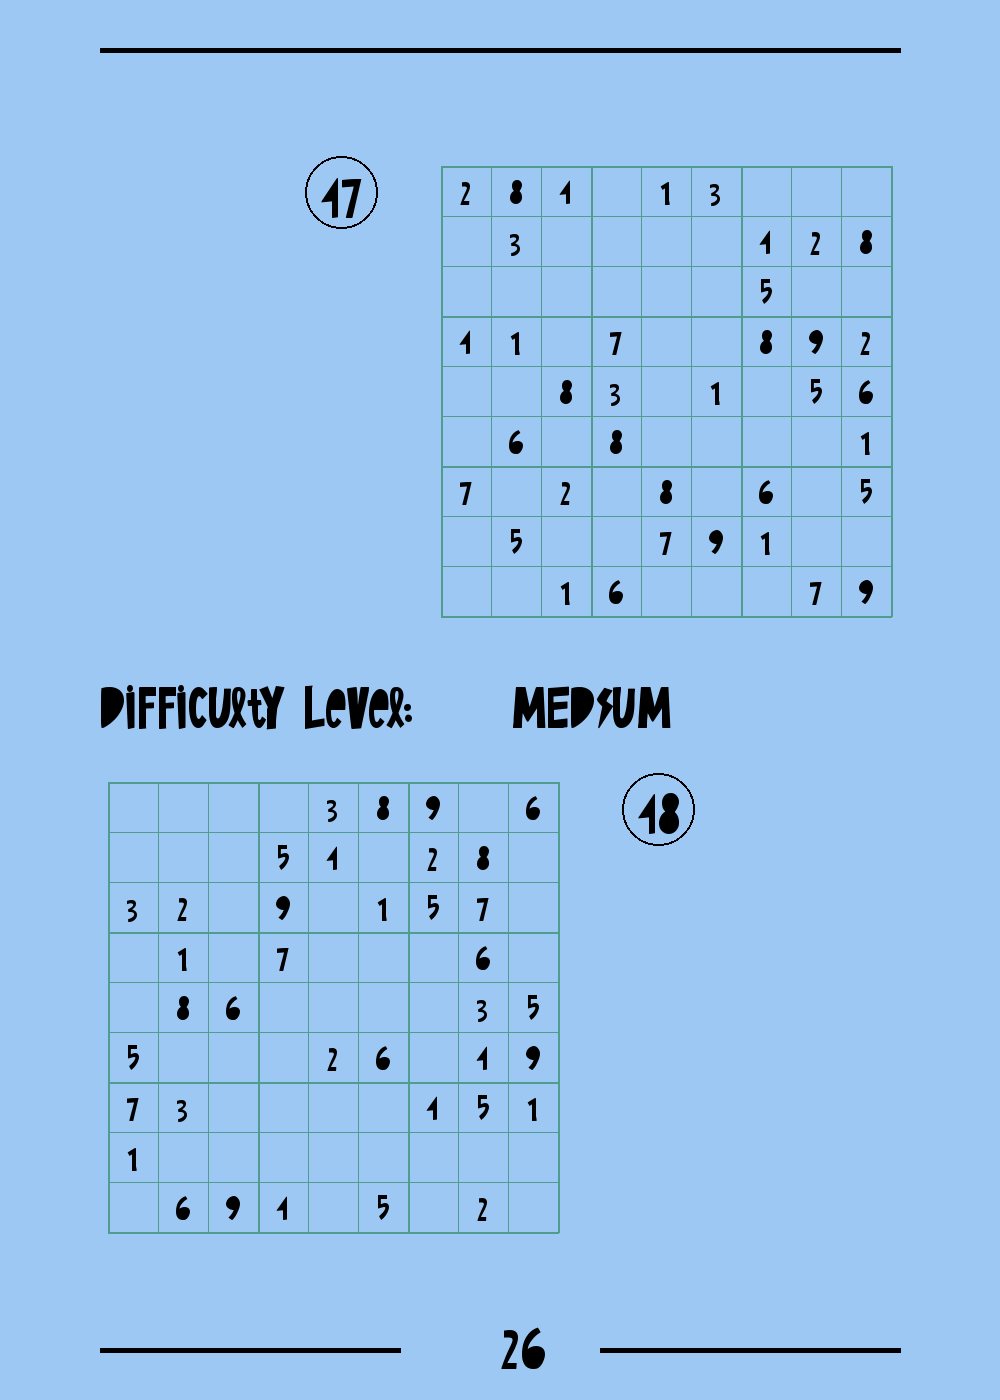 47
2 8 4 1 3
3 4 2 8
5
4 1 7 8 9 2
8 3 1 5 6
6 8 1
7 2 8 6 5
5 7 9 1
1 6 7 9
Difficulty Level: MEDIUM
48
3 8 9 6
5 4 2 8
3 2 9 1 5 7
1 7 6
8 6 3 5
5 2 6 4 9
7 3 4 5 1
1
6 9 4 5 2
26